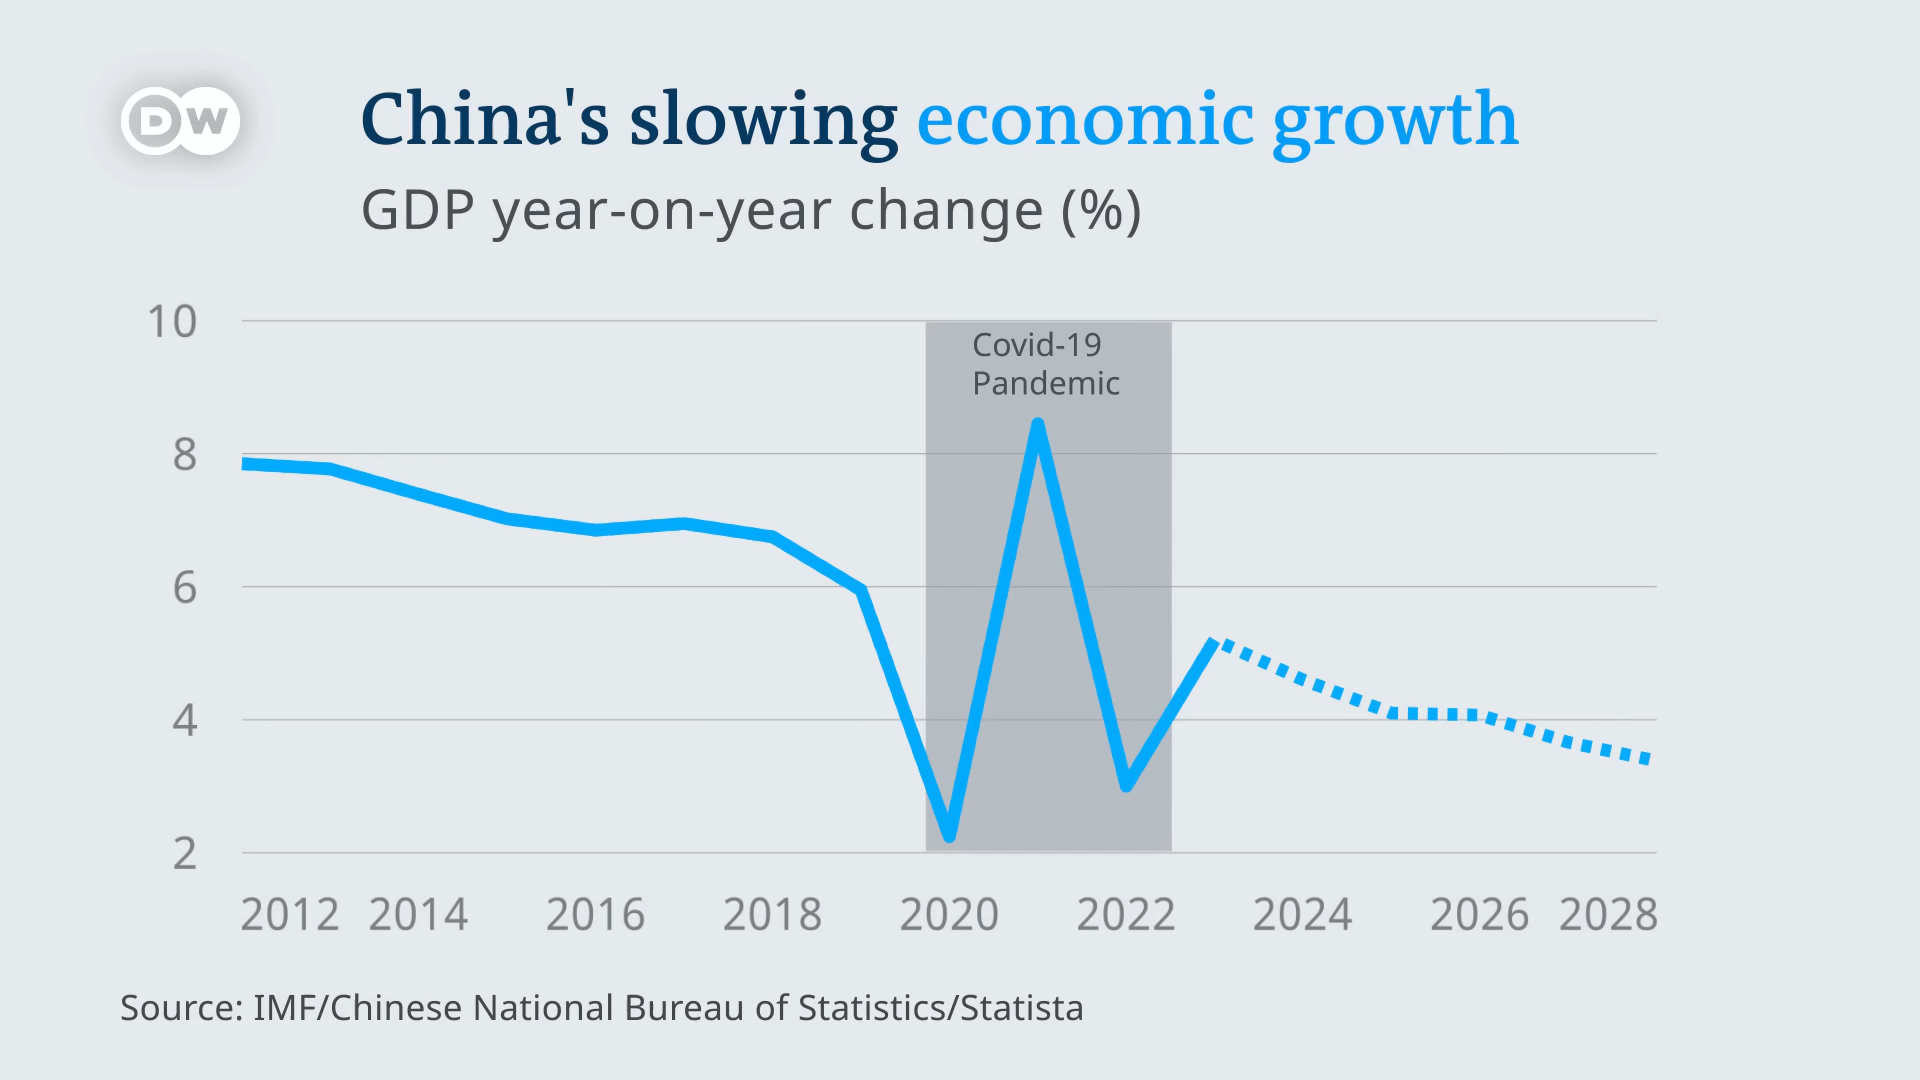 DW
China's slowing economic growth
GDP year-on-year change (%)
10
Covid-19
Pandemic
8
6
4
2
2012 2014 2016 2018 2020 2022 2024 2026 2028
Source: IMF/Chinese National Bureau of Statistics/Statista